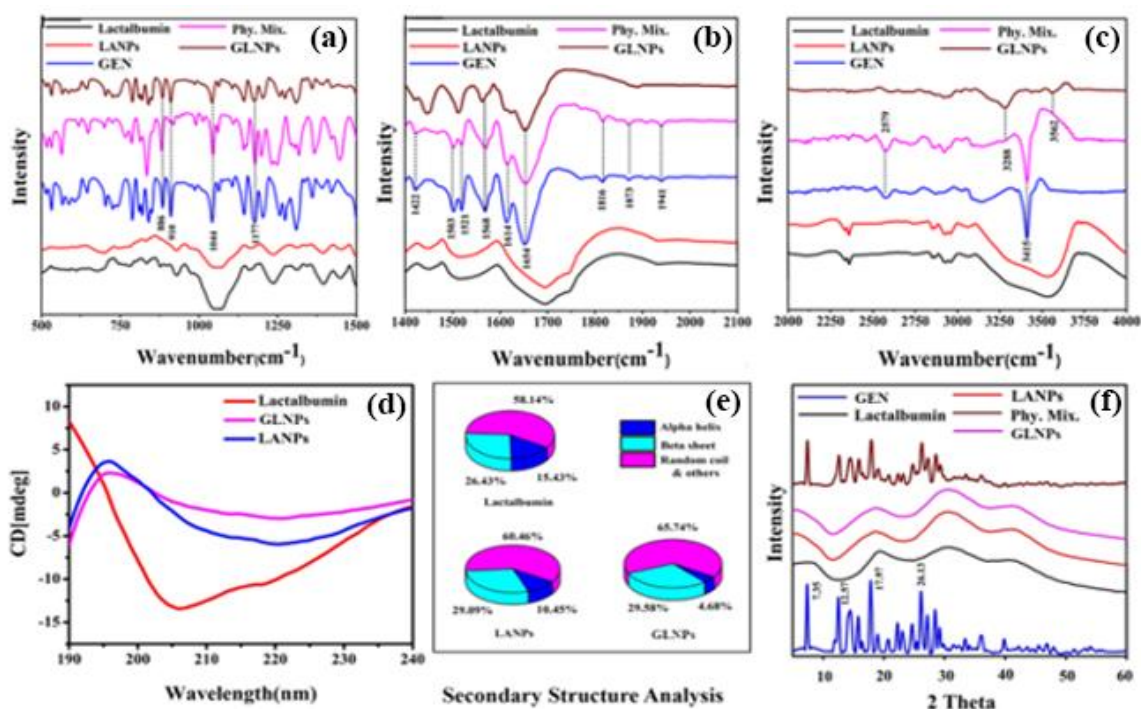 Lactalbumin
Phy. Mix.
(a)
LANPs
GLNPs
GEN
Intensity
886
910
1044
1177
500
1000
1500
Wavenumber(cm⁻¹)
Lactalbumin
Phy. Mix.
(b)
LANPs
GLNPs
GEN
Intensity
1422
1503
1521
1568
1614
1654
1816
1873
1941
1400 1500 1600 1700 1800 1900 2100
Wavenumber(cm⁻¹)
Lactalbumin
Phy. Mix.
(c)
LANPs
GLNPs
GEN
Intensity
2579
3288
3562
3415
2000 2250 2500 2750 3000 3250 3500 3750 4000
Wavenumber(cm⁻¹)
(d)
Lactalbumin
GLNPs
LANPs
CD[mdeg]
10
5
0
-5
-10
-15
190 200 210 220 230 240
Wavelength(nm)
(e)
58.14%
26.43%
15.43%
Lactalbumin
Alpha helix
Beta sheet
Random coil
& others
60.46%
29.09%
10.45%
LANPs
65.74%
29.58%
4.68%
GLNPs
Secondary Structure Analysis
GEN
LANPs
(f)
Lactalbumin
Phy. Mix.
GLNPs
Intensity
7.35
12.57
17.97
26.13
10 20 30 40 50 60
2 Theta